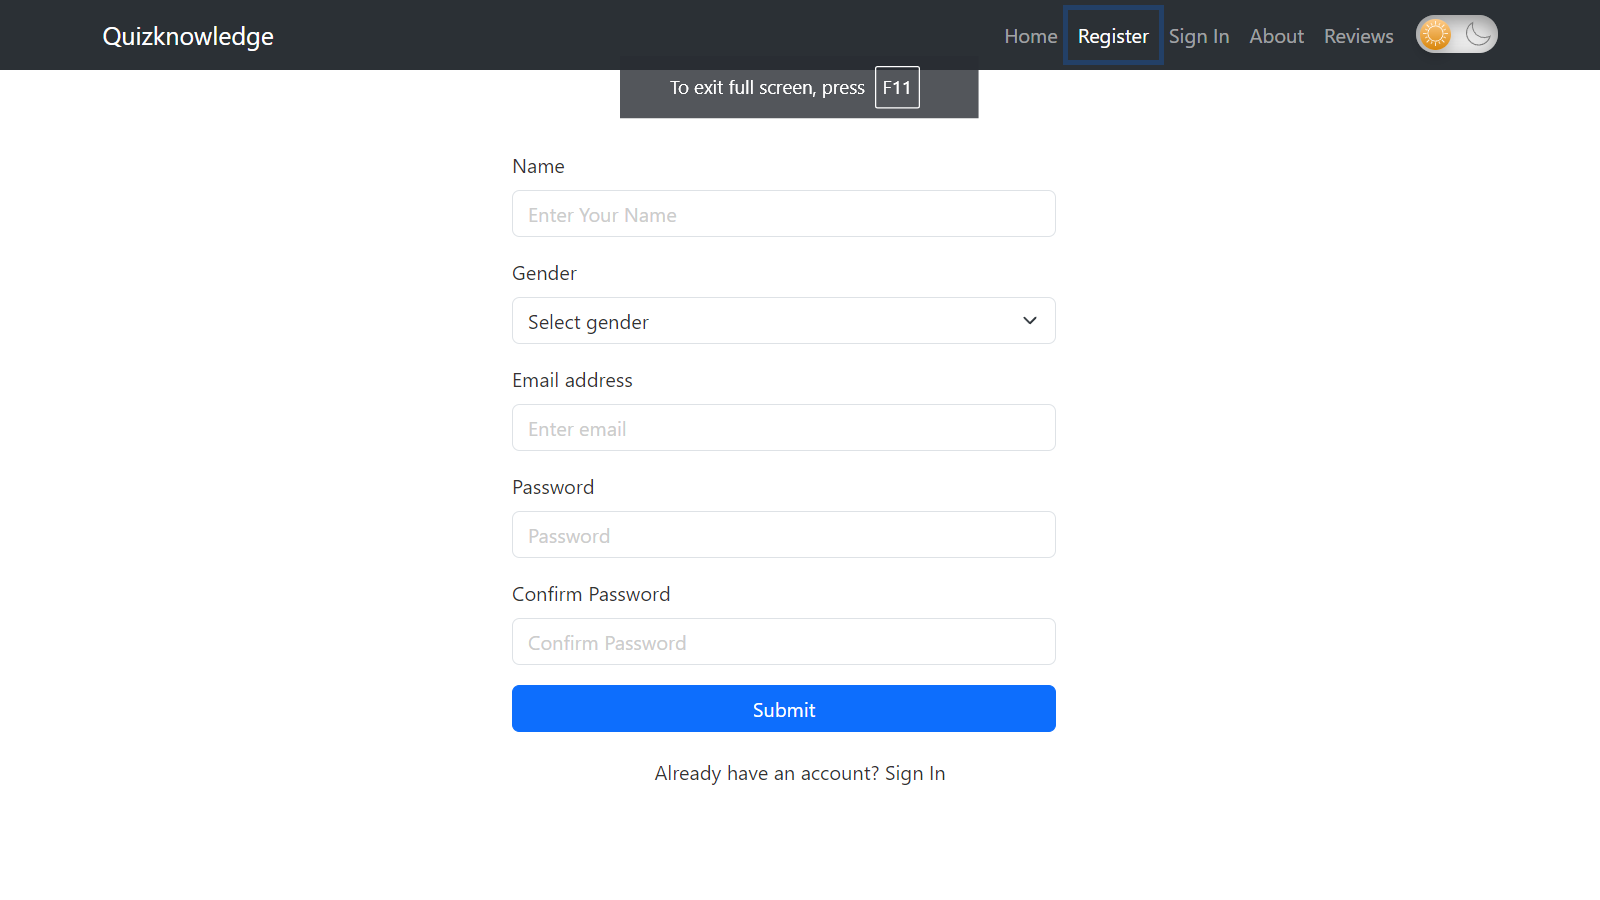 Quizknowledge Home Register Sign In About Reviews
To exit full screen, press F11
Name
Enter Your Name
Gender
Select gender
Email address
Enter email
Password
Password
Confirm Password
Confirm Password
Submit
Already have an account? Sign In